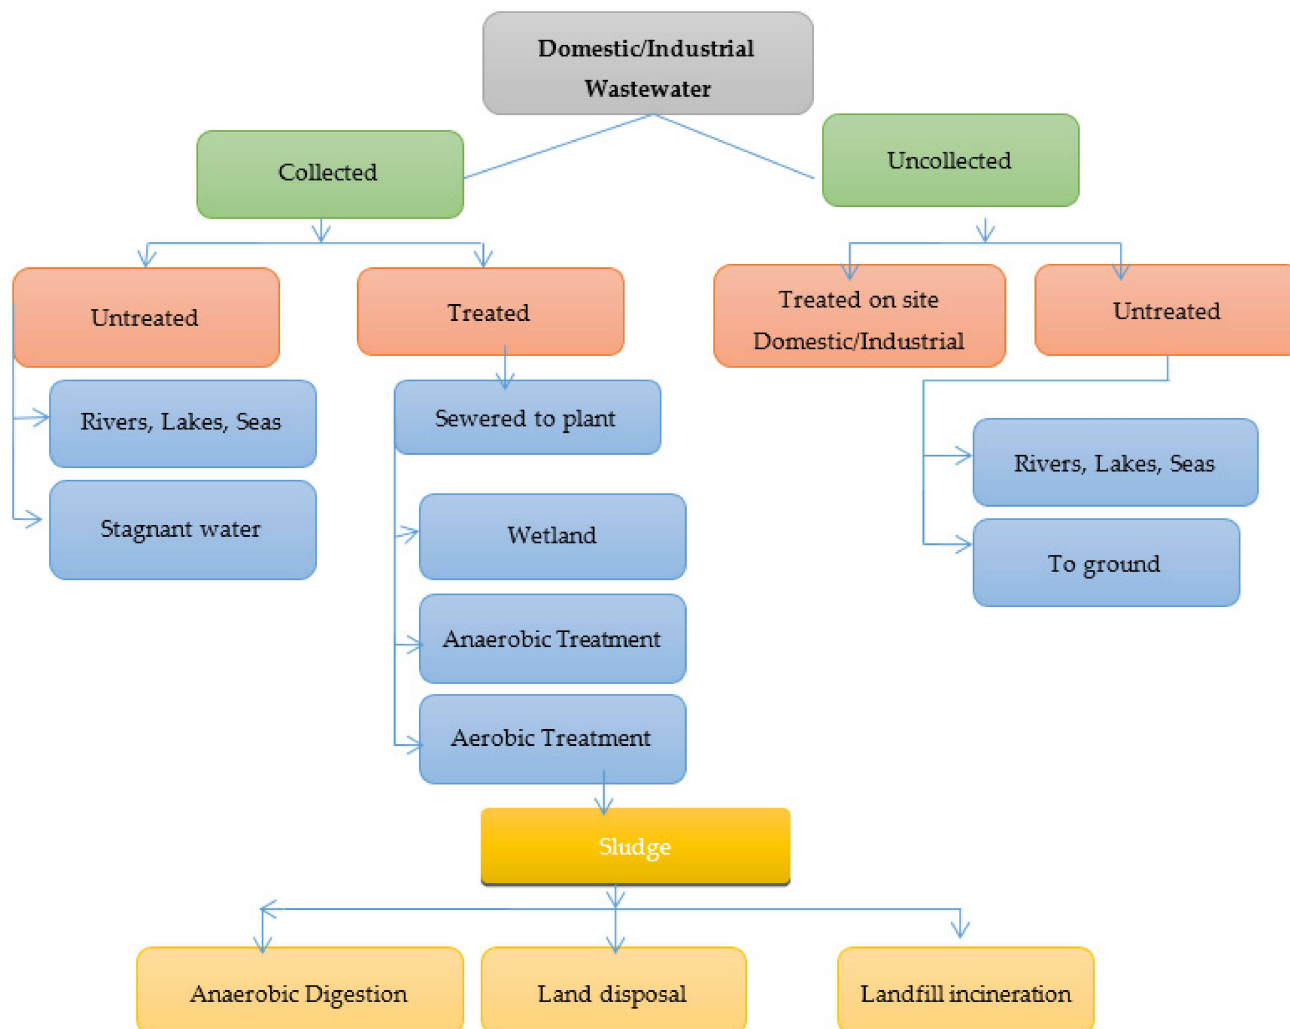 Domestic/Industrial
Wastewater
Collected
Uncollected
Untreated
Treated
Treated on site
Domestic/Industrial
Untreated
Rivers, Lakes, Seas
Stagnant water
Sewered to plant
Wetland
Anaerobic Treatment
Aerobic Treatment
Rivers, Lakes, Seas
To ground
Sludge
Anaerobic Digestion
Land disposal
Landfill incineration